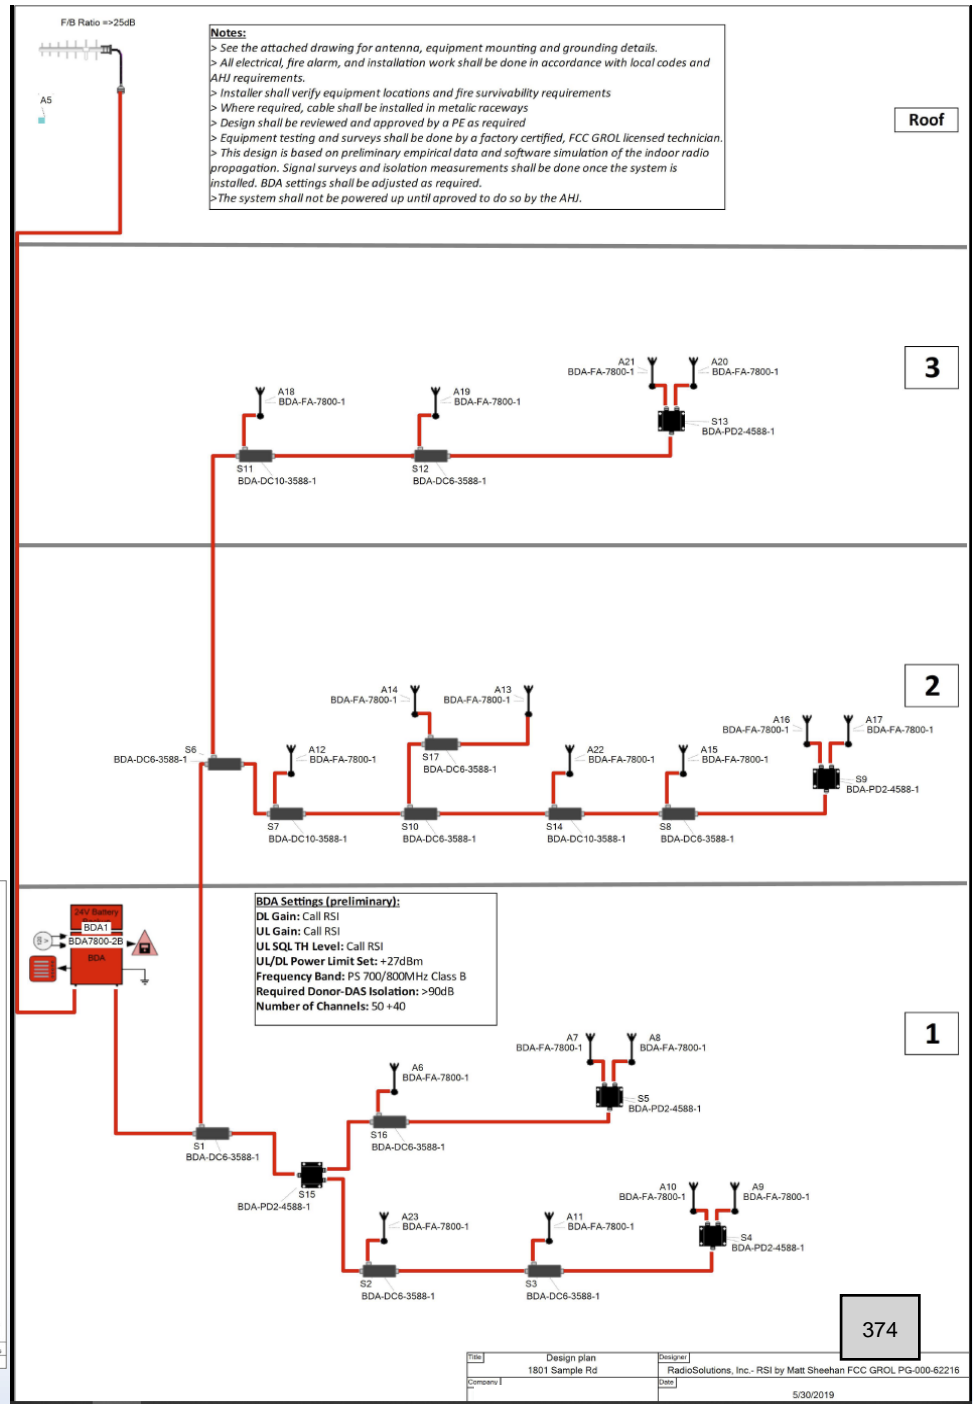 F/B Ratio =>25dB
A5
Notes:
> See the attached drawing for antenna, equipment mounting and grounding details.
> All electrical, fire alarm, and installation work shall be done in accordance with local codes and
AHJ requirements.
> Installer shall verify equipment locations and fire survivability requirements
> Where required, cable shall be installed in metalic raceways
> Design shall be reviewed and approved by a PE as required
> Equipment testing and surveys shall be done by a factory certified, FCC GROL licensed technician.
> This design is based on preliminary empirical data and software simulation of the indoor radio
propagation. Signal surveys and isolation measurements shall be done once the system is
installed. BDA settings shall be adjusted as required.
>The system shall not be powered up until aproved to do so by the AHJ.
Roof
3
A18
BDA-FA-7800-1
A19
BDA-FA-7800-1
A21
BDA-FA-7800-1
A20
BDA-FA-7800-1
S13
BDA-PD2-4588-1
S11
BDA-DC10-3588-1
S12
BDA-DC6-3588-1
2
A14
BDA-FA-7800-1
A13
BDA-FA-7800-1
A16
BDA-FA-7800-1
A17
BDA-FA-7800-1
S6
BDA-DC6-3588-1
A12
BDA-FA-7800-1
S17
BDA-DC6-3588-1
A22
BDA-FA-7800-1
A15
BDA-FA-7800-1
S9
BDA-PD2-4588-1
S7
BDA-DC10-3588-1
S10
BDA-DC6-3588-1
S14
BDA-DC10-3588-1
S8
BDA-DC6-3588-1
24V Battery
BDA1
BDA7800-2B
BDA
BDA Settings (preliminary):
DL Gain: Call RSI
UL Gain: Call RSI
UL SQL TH Level: Call RSI
UL/DL Power Limit Set: +27dBm
Frequency Band: PS 700/800MHz Class B
Required Donor-DAS Isolation: >90dB
Number of Channels: 50 +40
1
A7
BDA-FA-7800-1
A8
BDA-FA-7800-1
A6
BDA-FA-7800-1
S5
BDA-PD2-4588-1
S16
BDA-DC6-3588-1
S1
BDA-DC6-3588-1
S15
BDA-PD2-4588-1
A10
BDA-FA-7800-1
A9
BDA-FA-7800-1
A23
BDA-FA-7800-1
A11
BDA-FA-7800-1
S4
BDA-PD2-4588-1
S2
BDA-DC6-3588-1
S3
BDA-DC6-3588-1
374
Title
Design plan
1801 Sample Rd
Designer
RadioSolutions, Inc.- RSI by Matt Sheehan FCC GROL PG-000-62216
Company
Date
5/30/2019